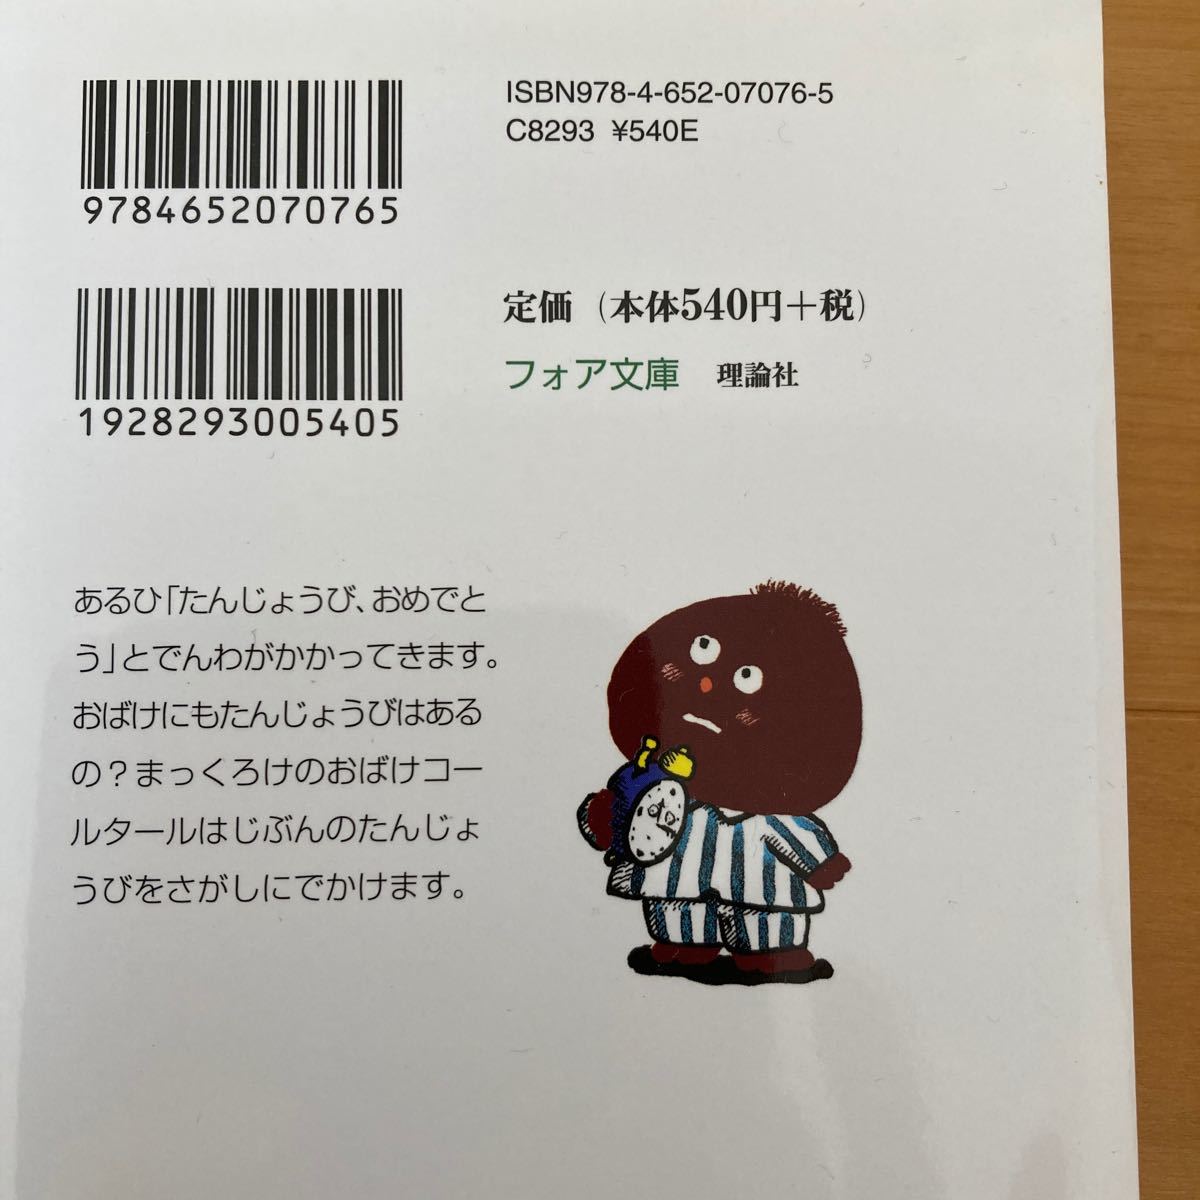 ISBN978-4-652-07076-5
C8293 ¥540E
9784652070765
1928293005405
定価（本体540円＋税）
フォア文庫 理論社
あるひ「たんじょうび、おめでと
う」とでんわがかかってきます。
おばけにもたんじょうびはある
の？まっくろけのおばけコー
ルタールはじぶんのたんじょ
うびをさがしにでかけます。